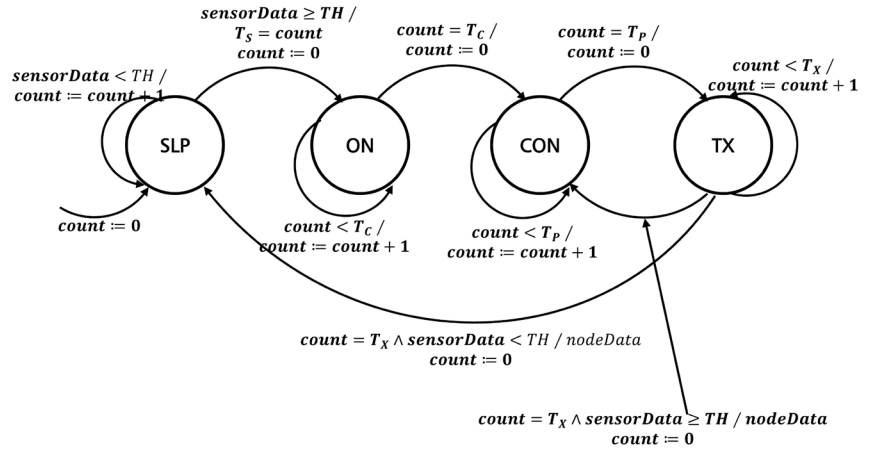 sensorData ≥ TH /
T_S = count
count := 0
count = T_C /
count := 0
count = T_P /
count := 0
count < T_X /
count := count + 1
sensorData < TH /
count := count + 1
SLP
ON
CON
TX
count := 0
count < T_C /
count := count + 1
count < T_P /
count := count + 1
count = T_X ∧ sensorData < TH / nodeData
count := 0
count = T_X ∧ sensorData ≥ TH / nodeData
count := 0